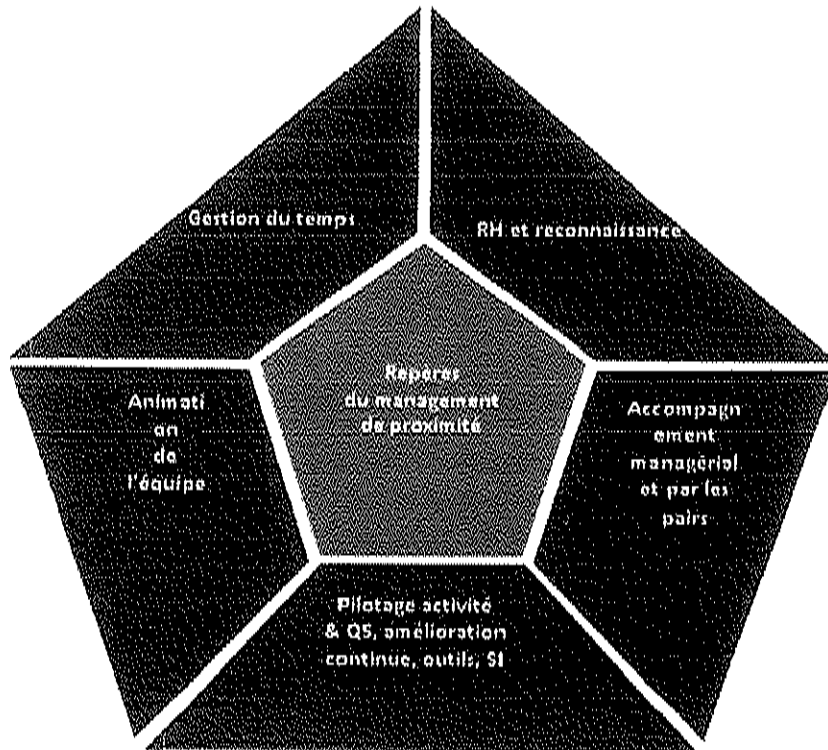 Gestion du temps
RH et reconnaissance
Repères
du management
de proximité
Animati
on
de
l'équipe
Accompagn
ement
managérial
et par les
pairs
Pilotage activité
& QS, amélioration
continue, outils, SI